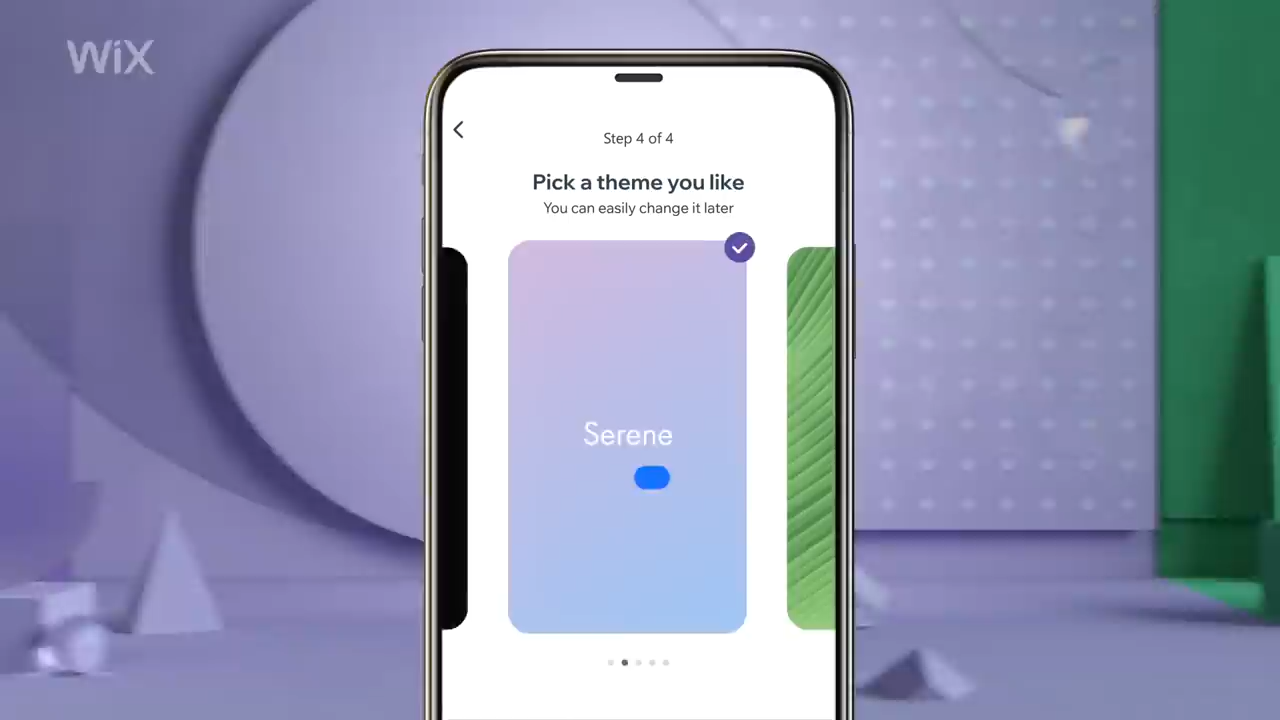 WiX
Step 4 of 4
Pick a theme you like
You can easily change it later
Serene